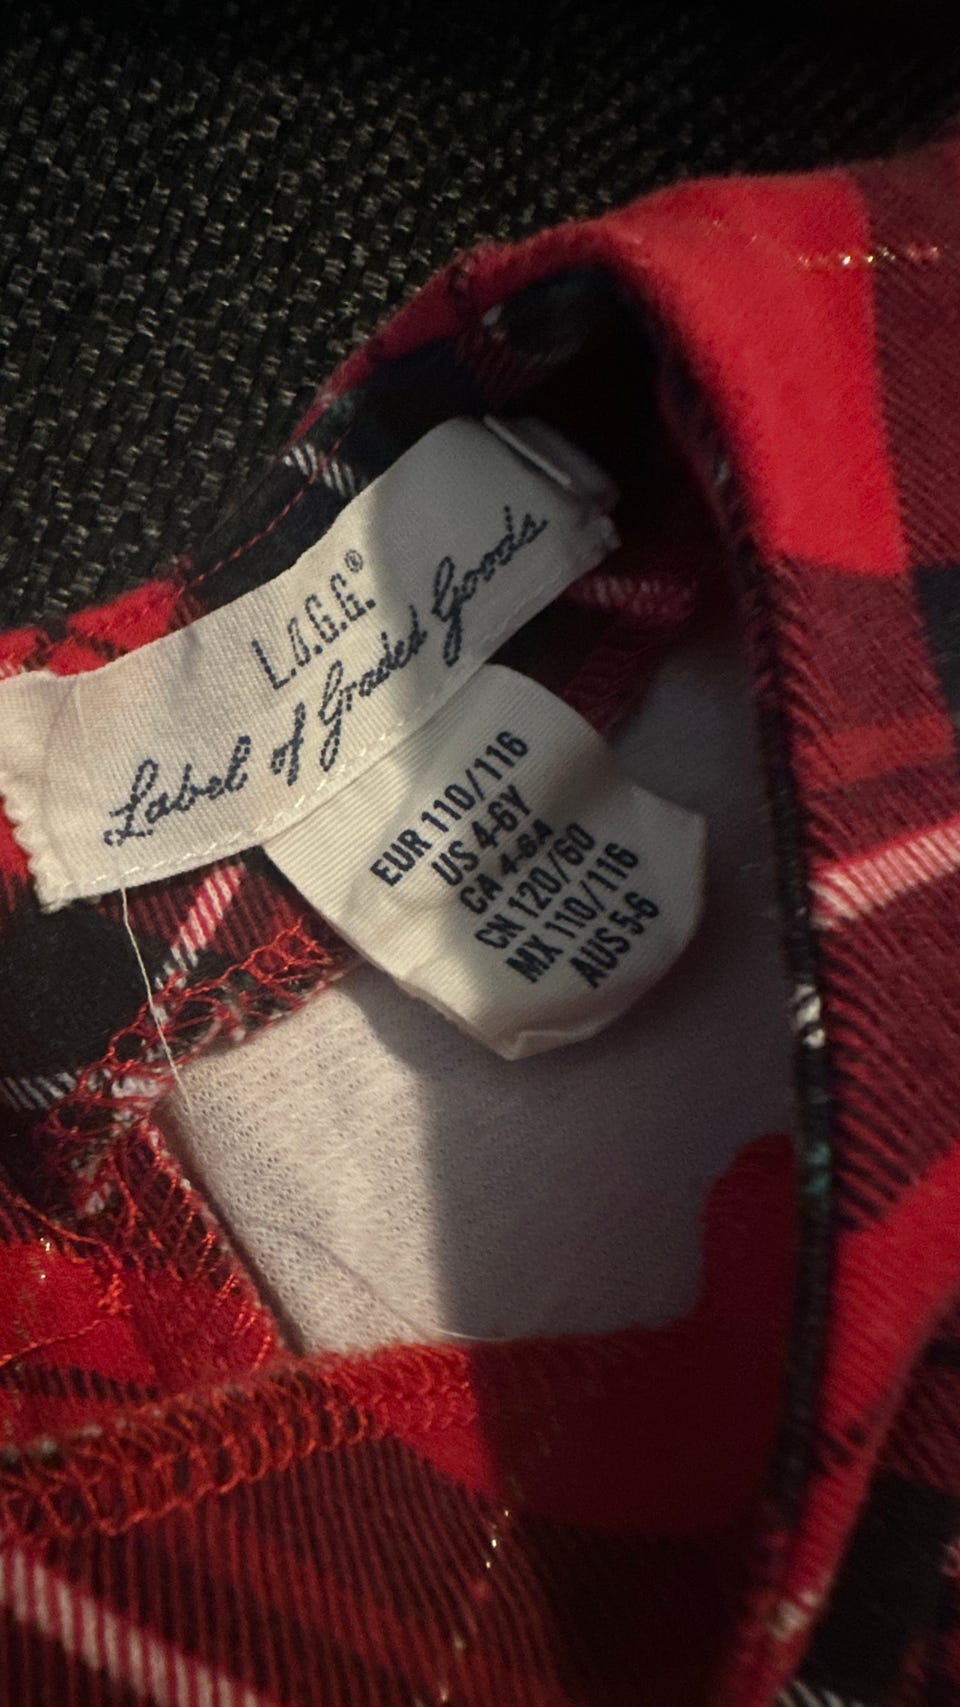 L.O.G.G.®
Label of Graded Goods
EUR 110/116
US 4-6Y
CA 4-6A
CN 120/60
MX 110/116
AUS 5-6